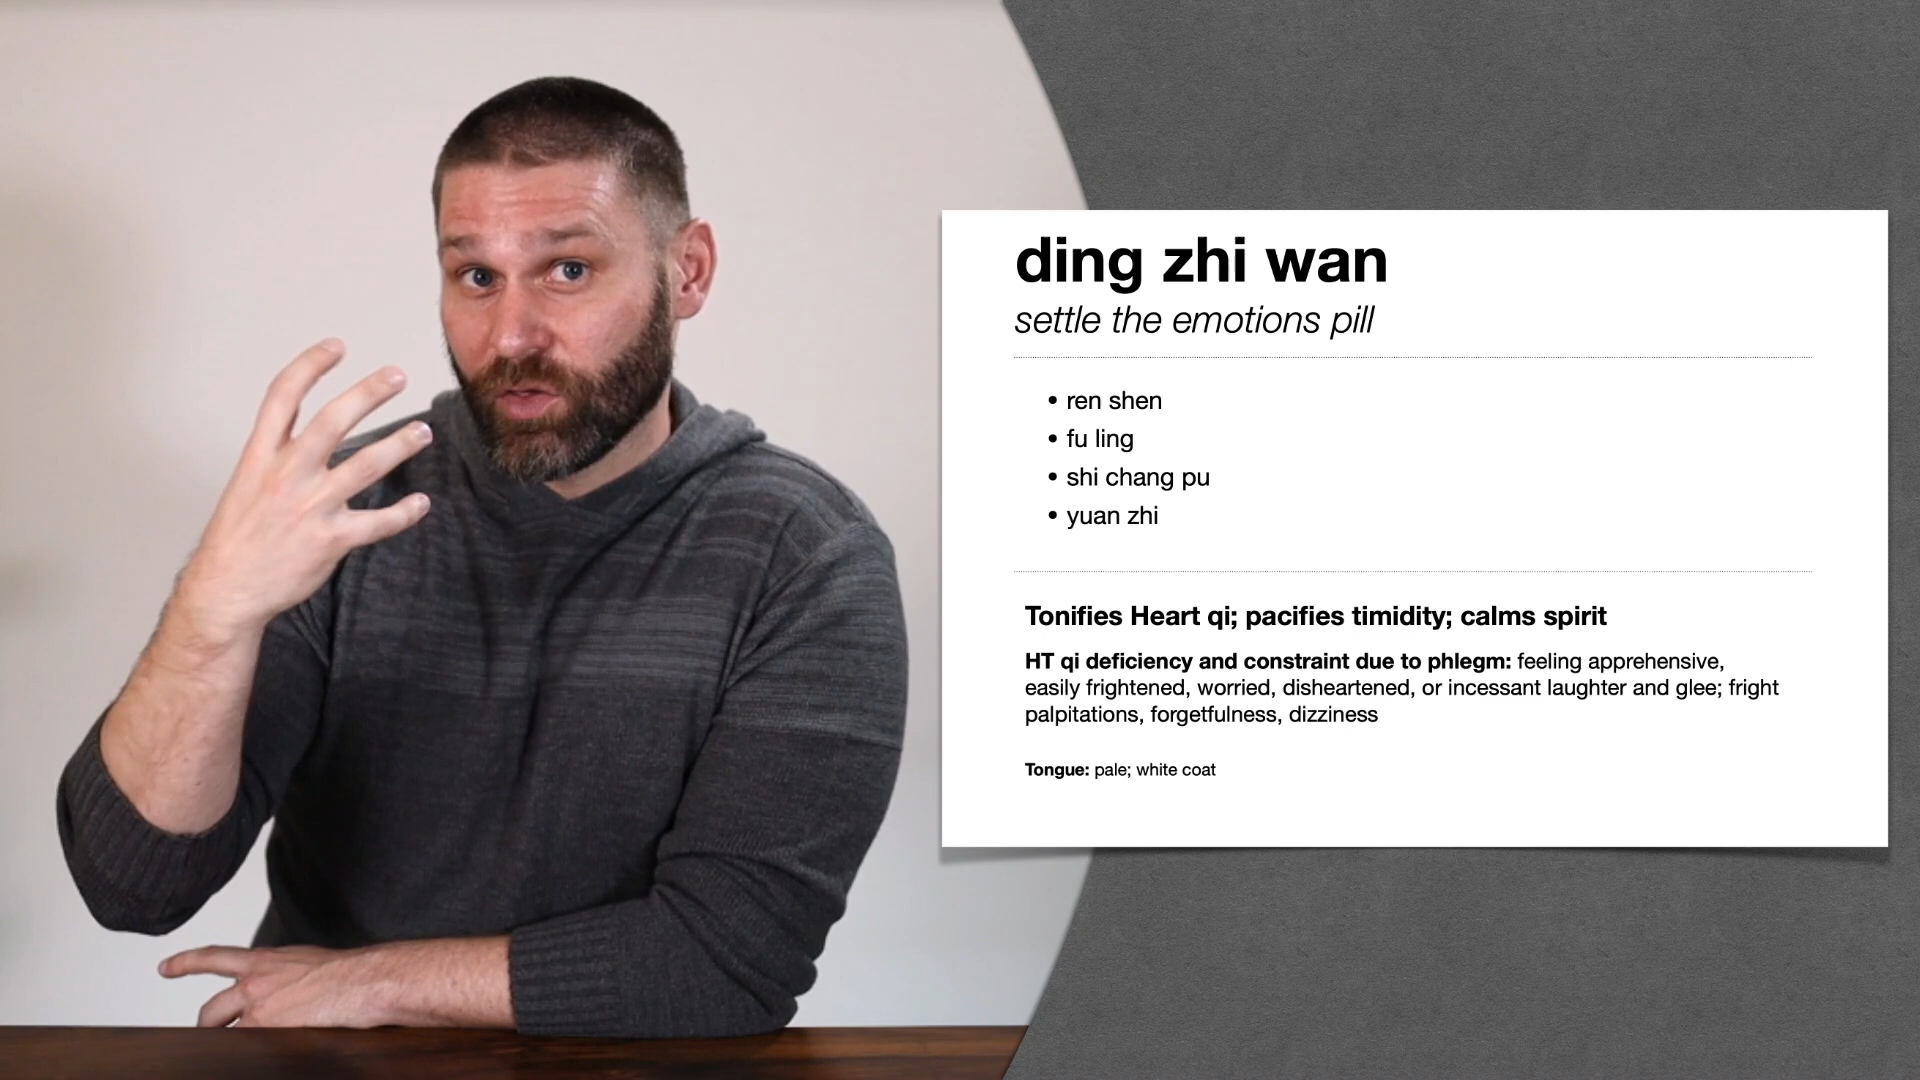 ding zhi wan
settle the emotions pill
• ren shen
• fu ling
• shi chang pu
• yuan zhi
Tonifies Heart qi; pacifies timidity; calms spirit
HT qi deficiency and constraint due to phlegm: feeling apprehensive,
easily frightened, worried, disheartened, or incessant laughter and glee; fright
palpitations, forgetfulness, dizziness
Tongue: pale; white coat